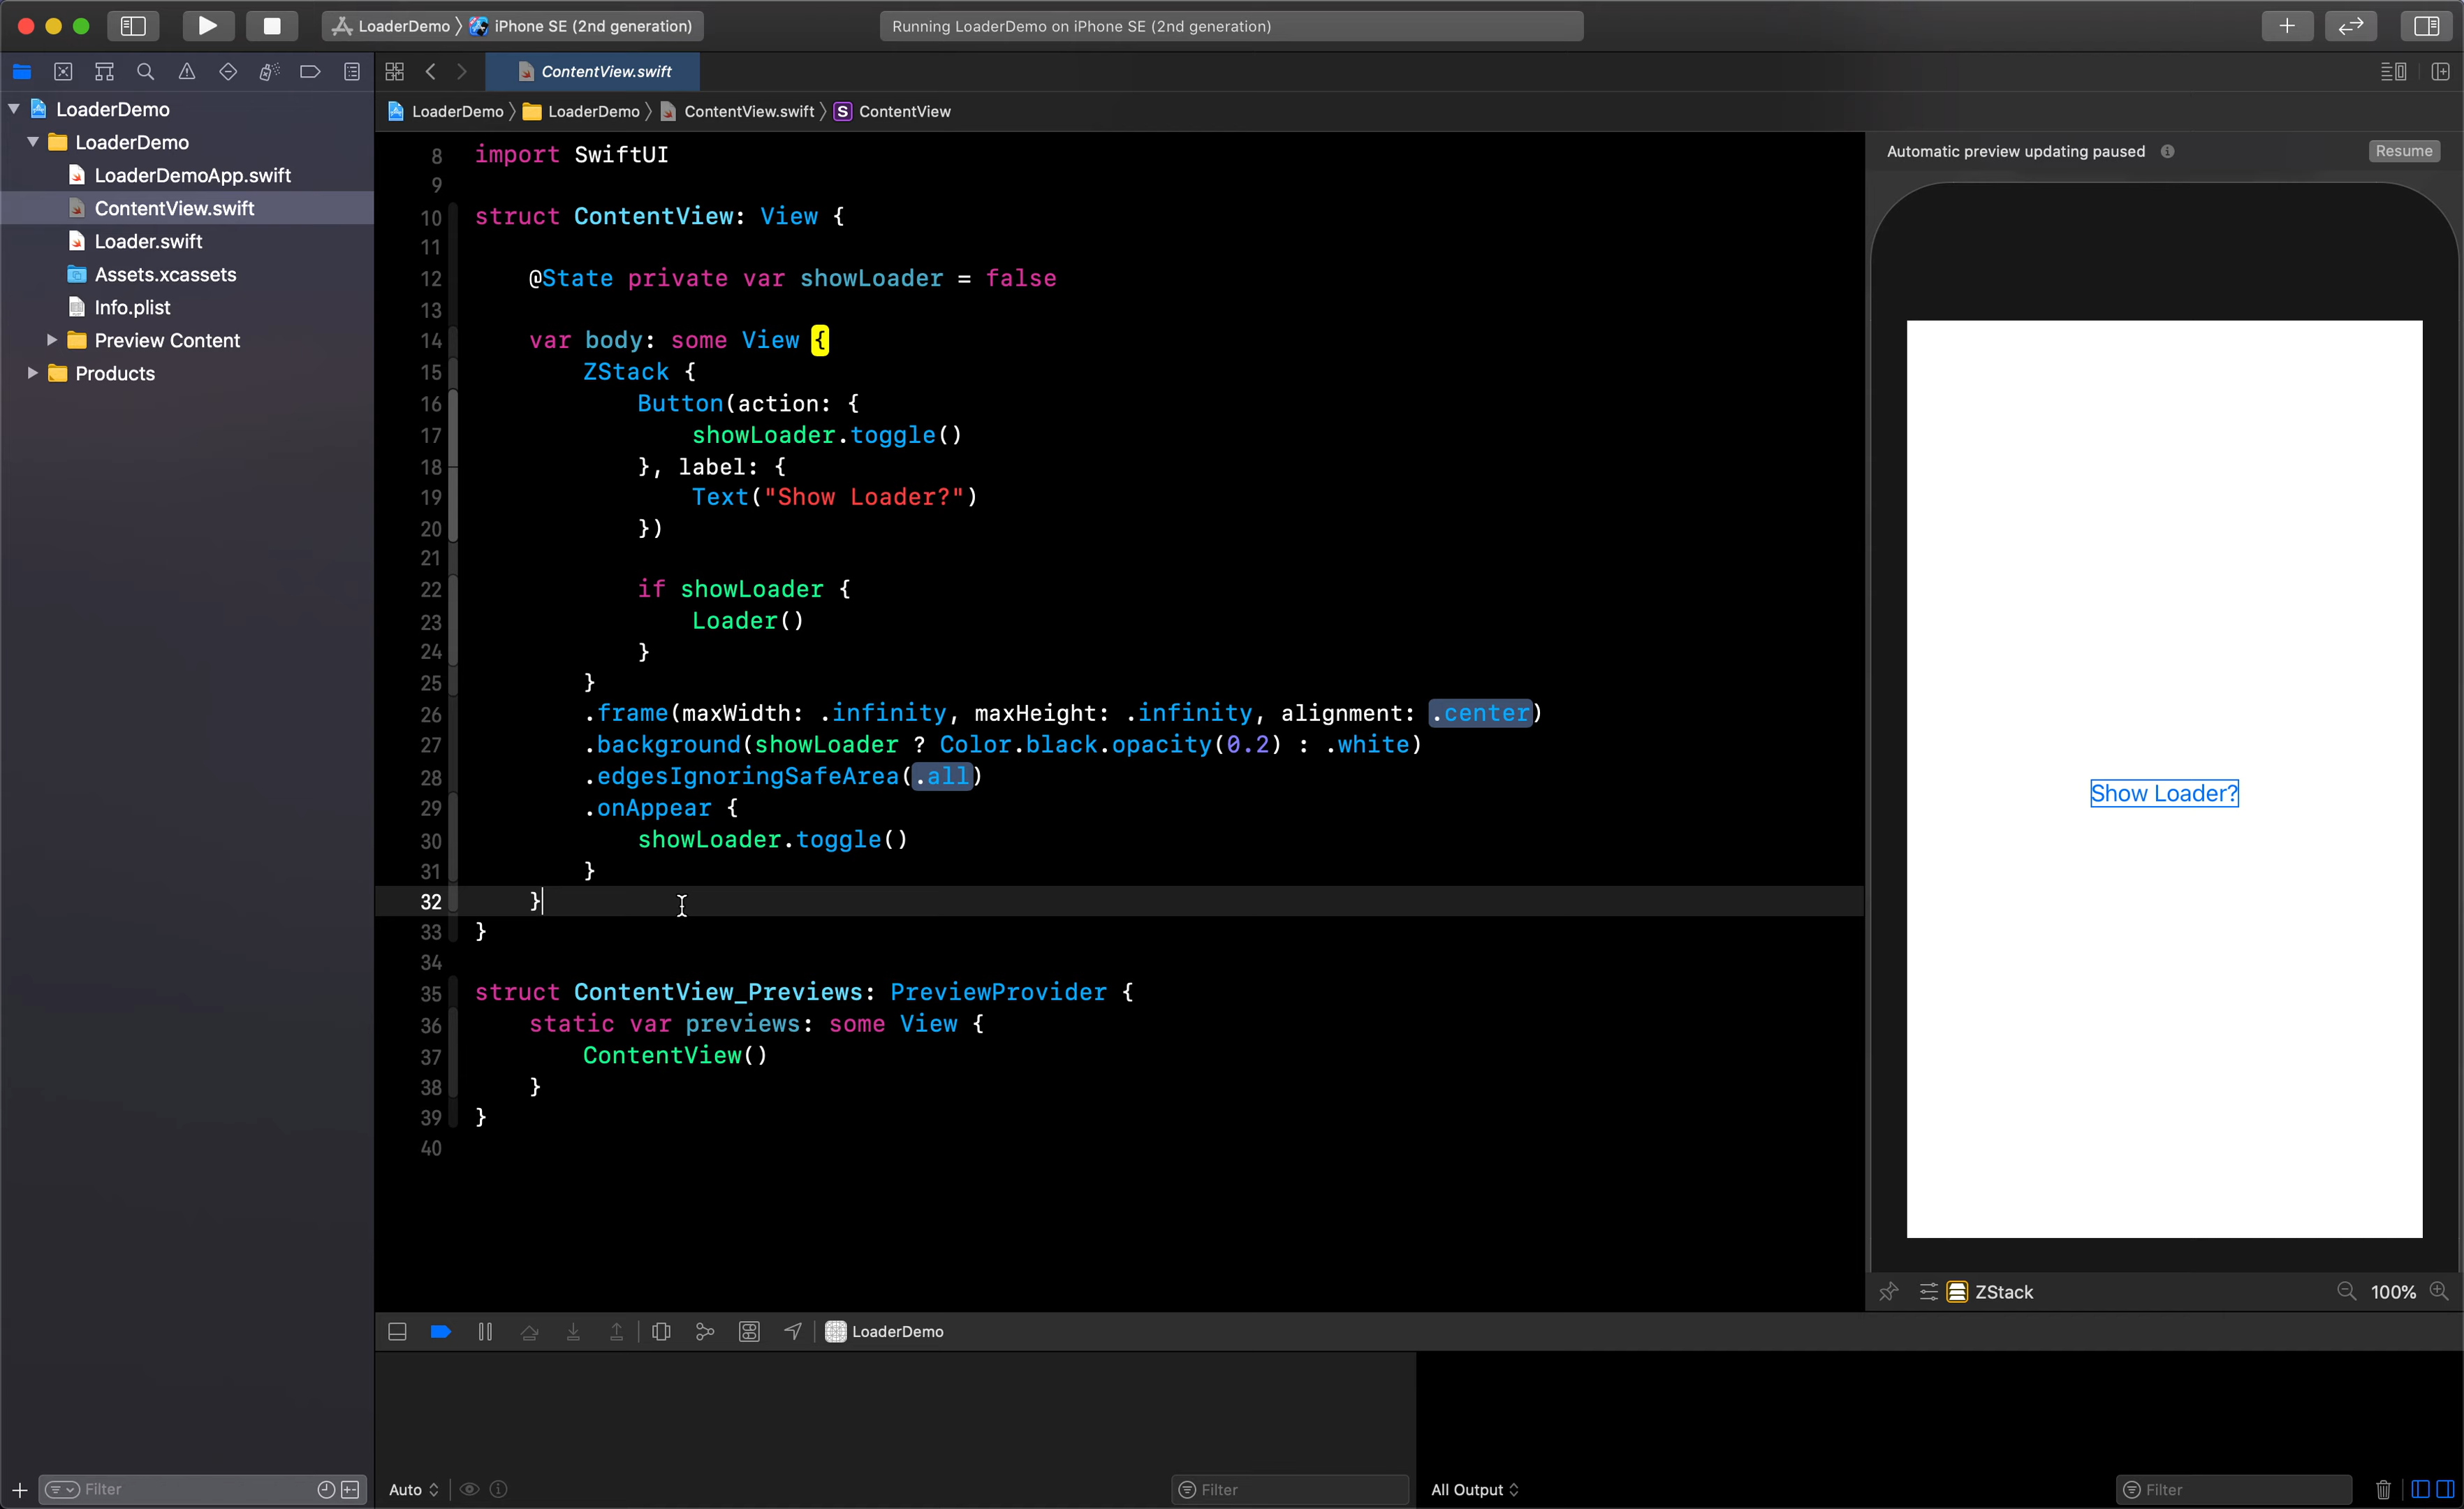 LoaderDemo 〉 iPhone SE (2nd generation)
Running LoaderDemo on iPhone SE (2nd generation)
ContentView.swift
LoaderDemo 〉 LoaderDemo 〉 ContentView.swift 〉 S ContentView
LoaderDemo
LoaderDemo
LoaderDemoApp.swift
ContentView.swift
Loader.swift
Assets.xcassets
Info.plist
Preview Content
Products
8 import SwiftUI
9
10 struct ContentView: View {
11
12 @State private var showLoader = false
13
14 var body: some View {
15 ZStack {
16 Button(action: {
17 showLoader.toggle()
18 }, label: {
19 Text("Show Loader?")
20 })
21
22 if showLoader {
23 Loader()
24 }
25 }
26 .frame(maxWidth: .infinity, maxHeight: .infinity, alignment: .center)
27 .background(showLoader ? Color.black.opacity(0.2) : .white)
28 .edgesIgnoringSafeArea(.all)
29 .onAppear {
30 showLoader.toggle()
31 }
32 }
33 }
34
35 struct ContentView_Previews: PreviewProvider {
36 static var previews: some View {
37 ContentView()
38 }
39 }
40
Automatic preview updating paused
Resume
Show Loader?
ZStack
100%
LoaderDemo
Filter
Auto
Filter
All Output
Filter